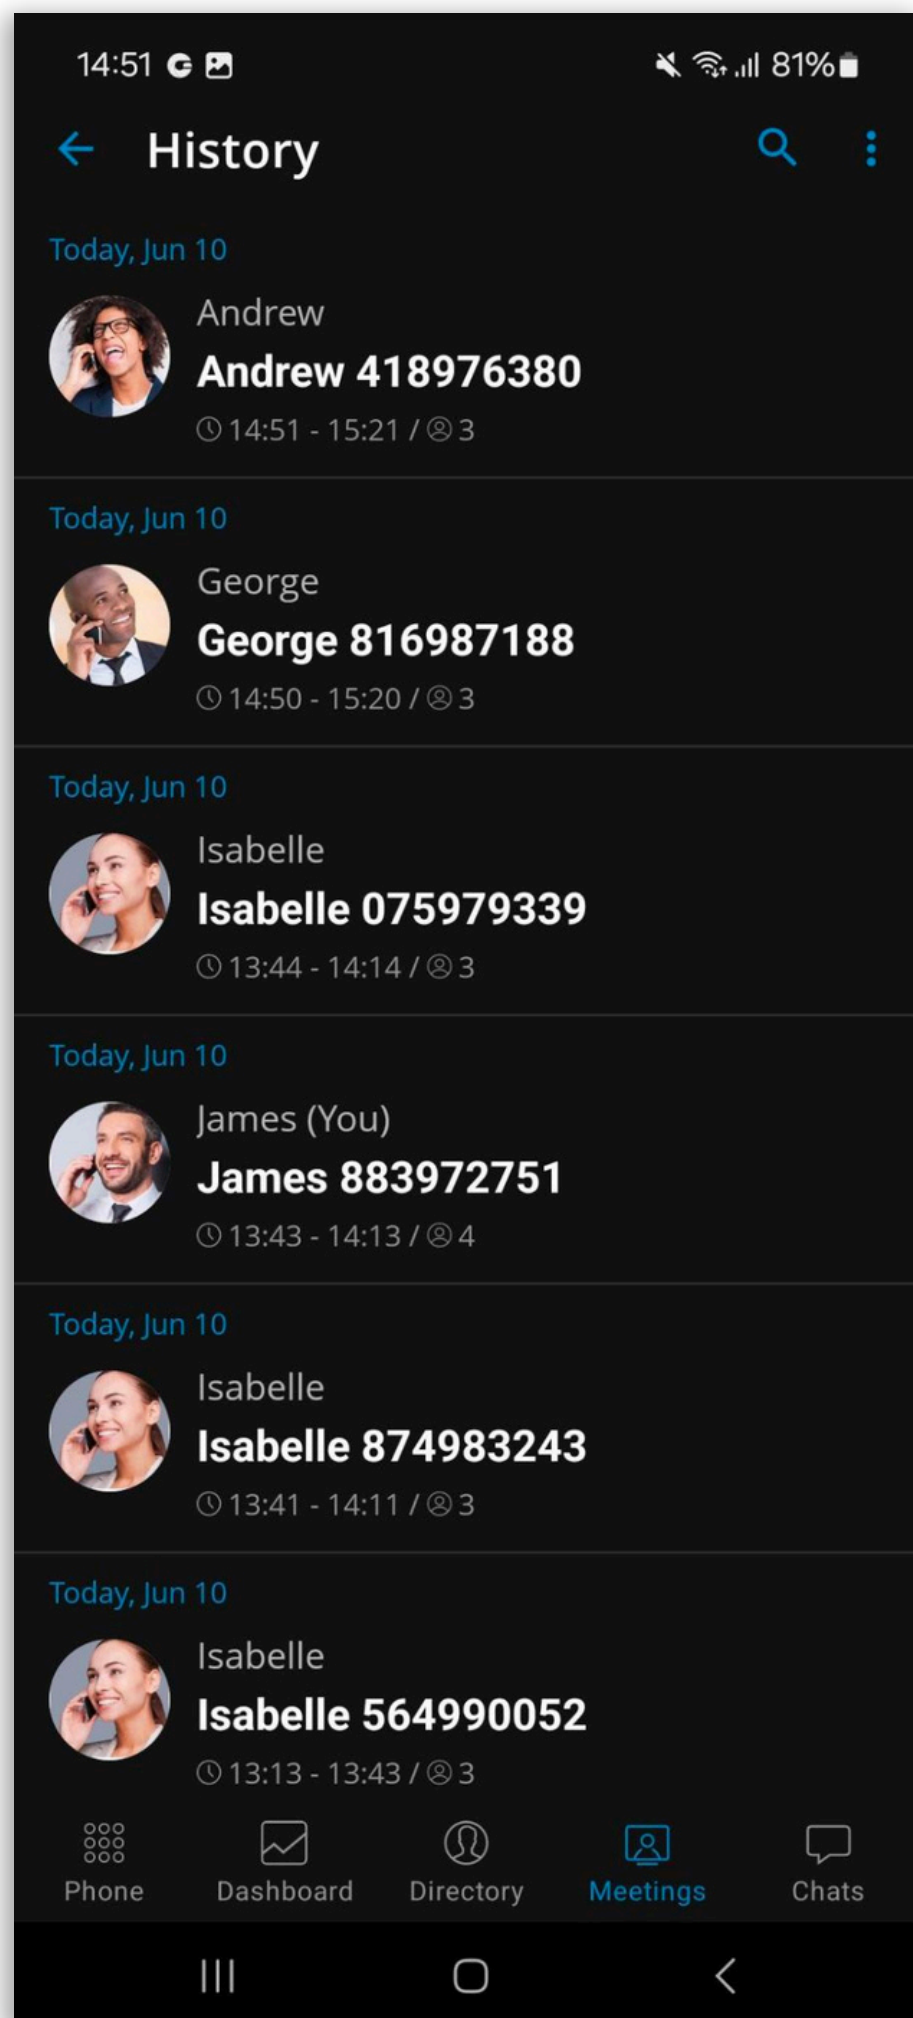 14:51 81%
History
Today, Jun 10
Andrew
Andrew 418976380
14:51 - 15:21 / 3
Today, Jun 10
George
George 816987188
14:50 - 15:20 / 3
Today, Jun 10
Isabelle
Isabelle 075979339
13:44 - 14:14 / 3
Today, Jun 10
James (You)
James 883972751
13:43 - 14:13 / 4
Today, Jun 10
Isabelle
Isabelle 874983243
13:41 - 14:11 / 3
Today, Jun 10
Isabelle
Isabelle 564990052
13:13 - 13:43 / 3
Phone Dashboard Directory Meetings Chats